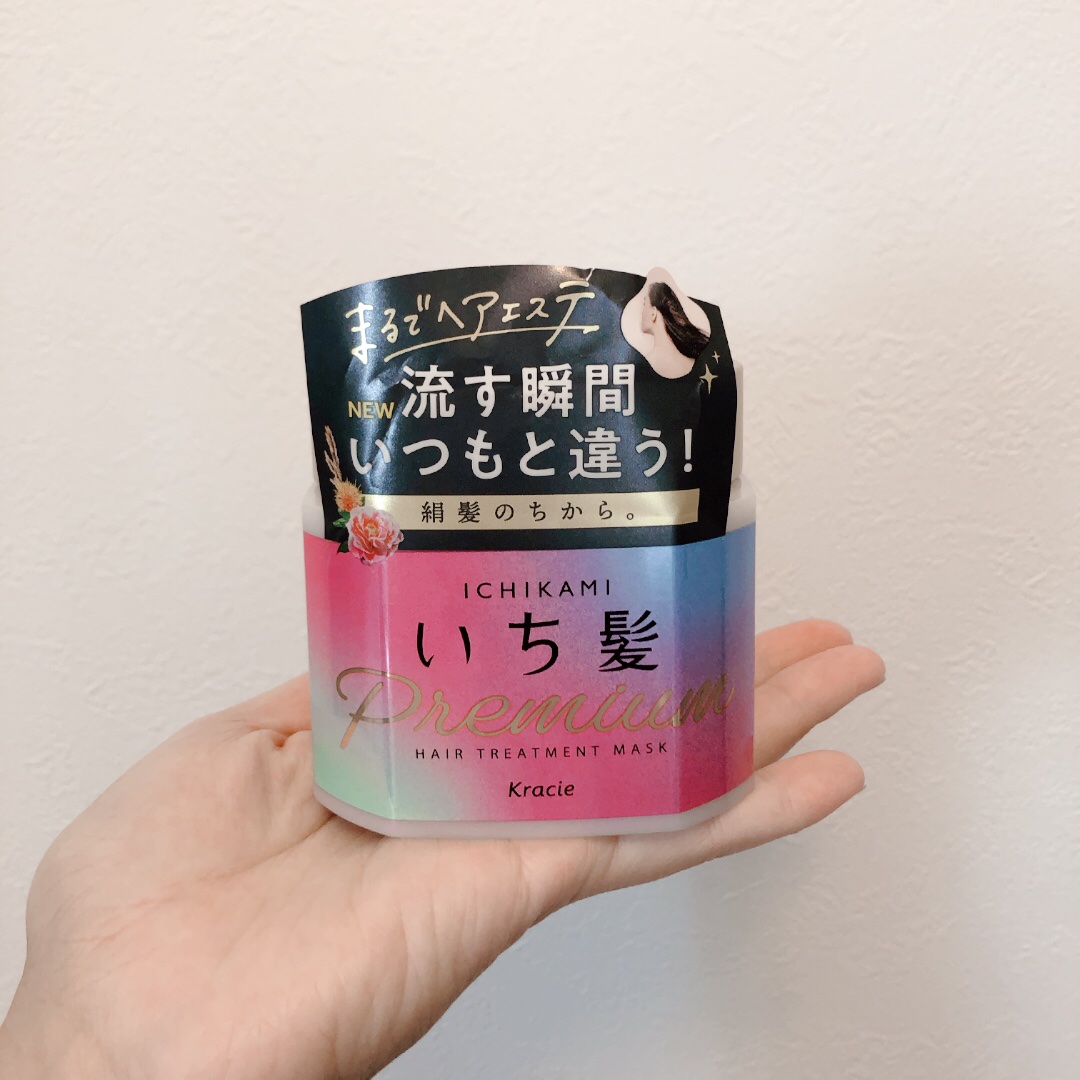 まるでヘアエステ
NEW 流す瞬間
いつもと違う!
絹髪のちから。
ICHIKAMI
いち髪
Premium
HAIR TREATMENT MASK
Kracie